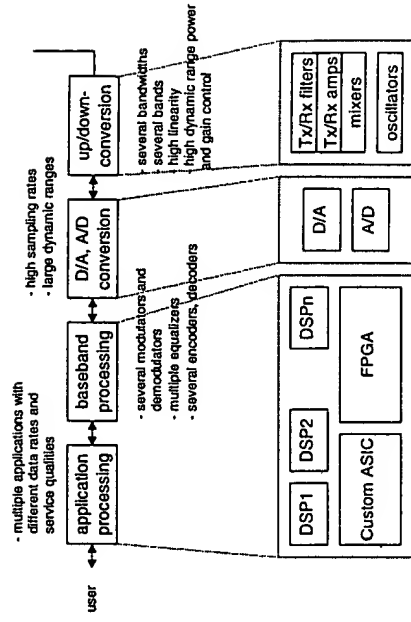 - multiple applications with
different data rates and
service qualities
- high sampling rates
- large dynamic ranges
user
application
processing
baseband
processing
D/A, A/D
conversion
up/down-
conversion
- several modulators and
demodulators
- multiple equalizers
- several encoders, decoders
- several bandwidths
- several bands
- high linearity
- high dynamic range power
and gain control
DSP1
DSP2
DSPn
Custom ASIC
FPGA
D/A
A/D
Tx/Rx filters
Tx/Rx amps
mixers
oscillators